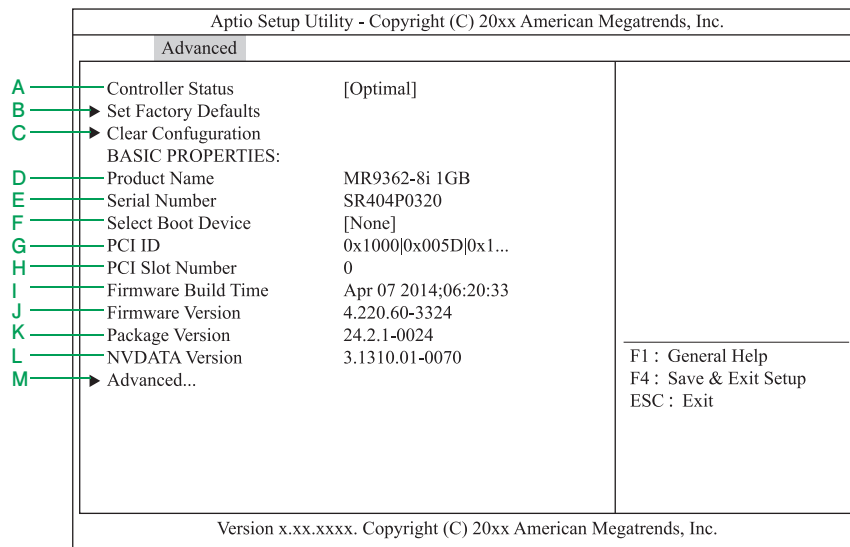 Aptio Setup Utility - Copyright (C) 20xx American Megatrends, Inc.
Advanced
A Controller Status [Optimal]
B ▶ Set Factory Defaults
C ▶ Clear Confuguration
BASIC PROPERTIES:
D Product Name MR9362-8i 1GB
E Serial Number SR404P0320
F Select Boot Device [None]
G PCI ID 0x1000|0x005D|0x1...
H PCI Slot Number 0
I Firmware Build Time Apr 07 2014;06:20:33
J Firmware Version 4.220.60-3324
K Package Version 24.2.1-0024
L NVDATA Version 3.1310.01-0070
M ▶ Advanced...
F1 : General Help
F4 : Save & Exit Setup
ESC : Exit
Version x.xx.xxxx. Copyright (C) 20xx American Megatrends, Inc.